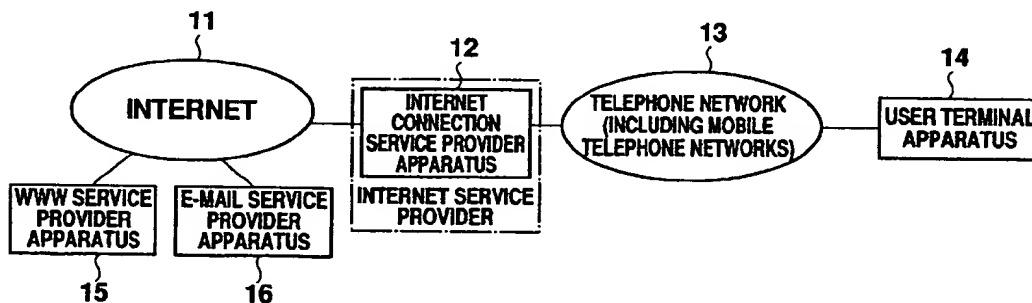 11
INTERNET
12
INTERNET
CONNECTION
SERVICE PROVIDER
APPARATUS
INTERNET SERVICE
PROVIDER
13
TELEPHONE NETWORK
(INCLUDING MOBILE
TELEPHONE NETWORKS)
14
USER TERMINAL
APPARATUS
WWW SERVICE
PROVIDER
APPARATUS
15
E-MAIL SERVICE
PROVIDER
APPARATUS
16